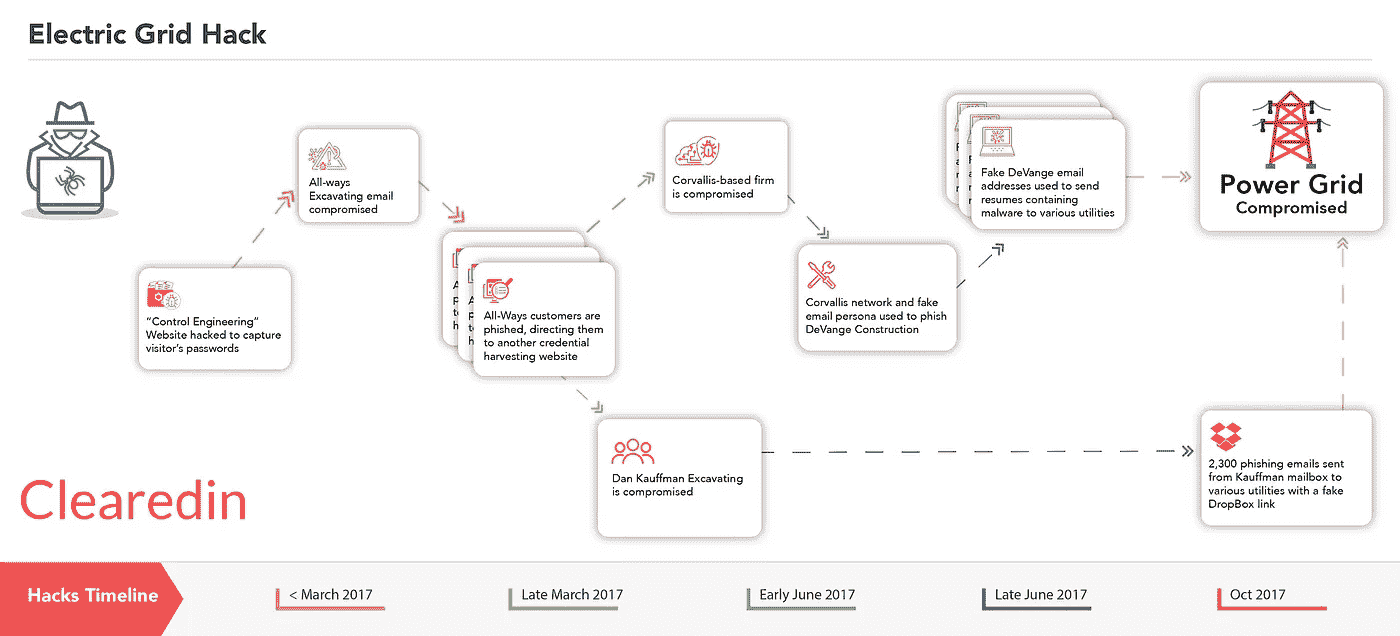 Electric Grid Hack
All-ways
Excavating email
compromised
"Control Engineering"
Website hacked to capture
visitor's passwords
All-Ways customers are
phished, directing them
to another credential
harvesting website
Corvallis-based firm
is compromised
Corvallis network and fake
email persona used to phish
DeVange Construction
Fake DeVange email
addresses used to send
resumes containing
malware to various utilities
Power Grid
Compromised
Dan Kauffman Excavating
is compromised
2,300 phishing emails sent
from Kauffman mailbox to
various utilities with a fake
DropBox link
Clearedin
Hacks Timeline
< March 2017
Late March 2017
Early June 2017
Late June 2017
Oct 2017